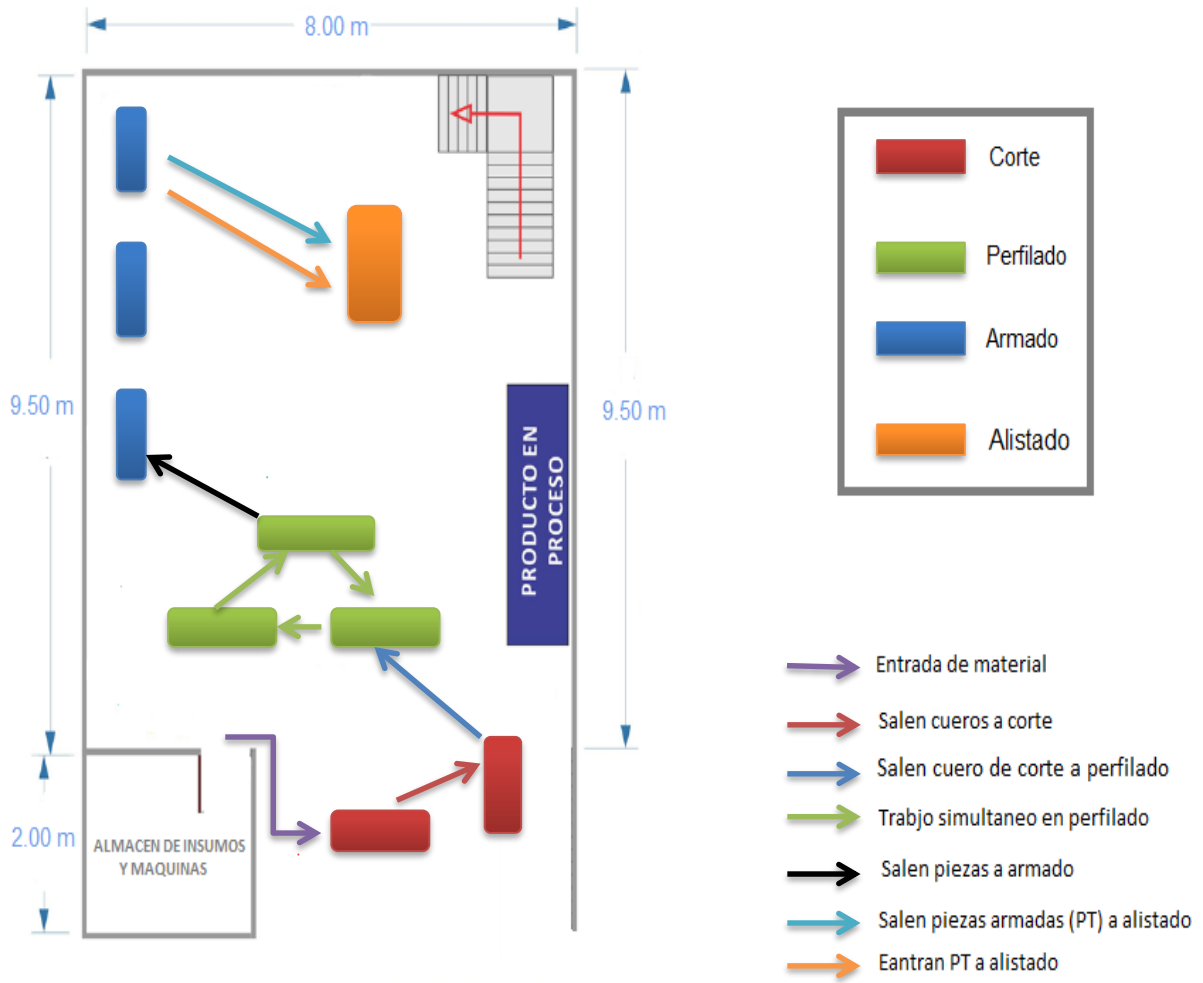 8.00 m
9.50 m
9.50 m
2.00 m
PRODUCTO EN
PROCESO
ALMACEN DE INSUMOS
Y MAQUINAS
Corte
Perfilado
Armado
Alistado
Entrada de material
Salen cueros a corte
Salen cuero de corte a perfilado
Trabjo simultaneo en perfilado
Salen piezas a armado
Salen piezas armadas (PT) a alistado
Eantran PT a alistado